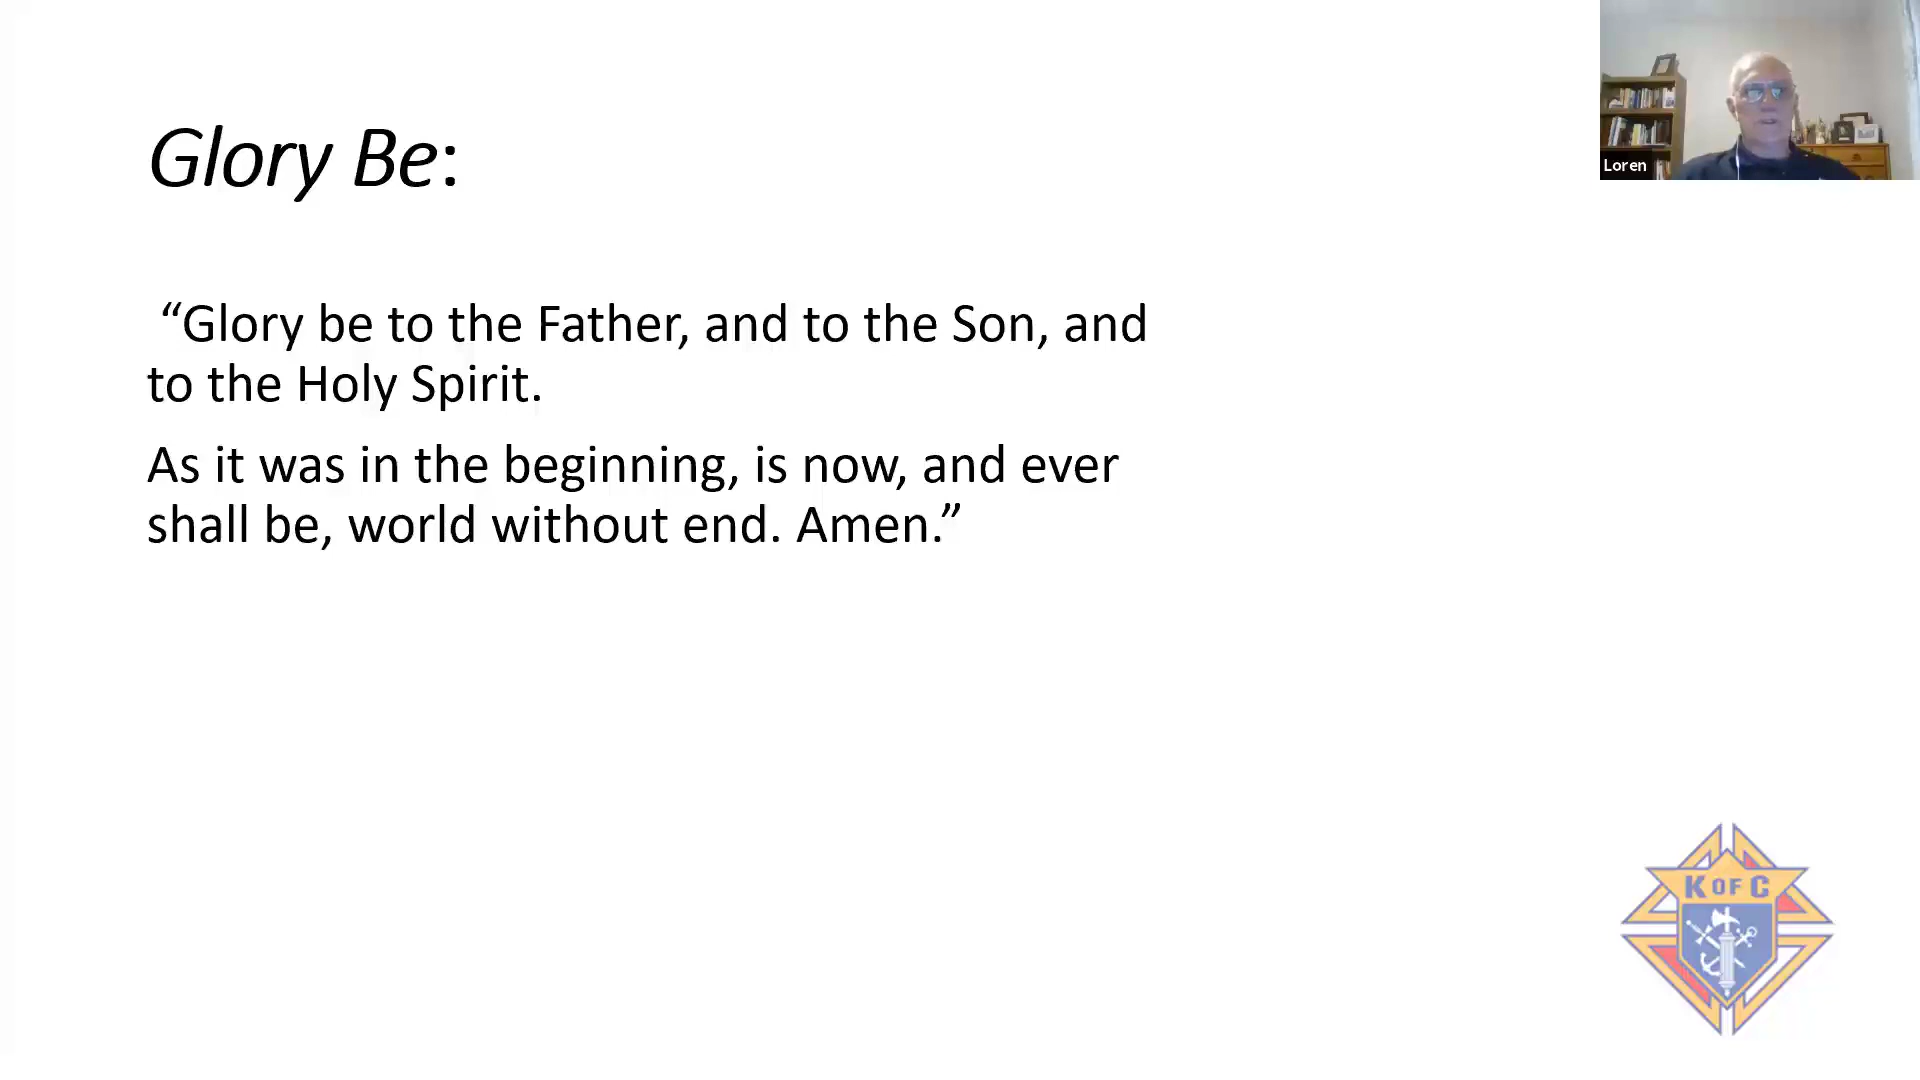 Glory Be:
“Glory be to the Father, and to the Son, and
to the Holy Spirit.
As it was in the beginning, is now, and ever
shall be, world without end. Amen.”
Loren
K OF C